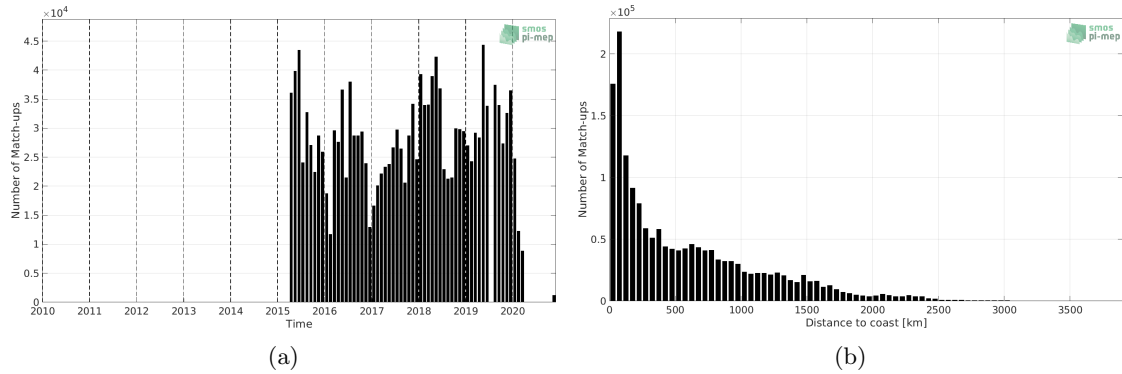 ×10⁴
smos
pi-mep
4.5
4
3.5
3
2.5
2
1.5
1
0.5
0
Number of Match-ups
2010 2011 2012 2013 2014 2015 2016 2017 2018 2019 2020
Time
(a)
×10⁵
smos
pi-mep
2
1.5
1
0.5
0
Number of Match-ups
0 500 1000 1500 2000 2500 3000 3500
Distance to coast [km]
(b)